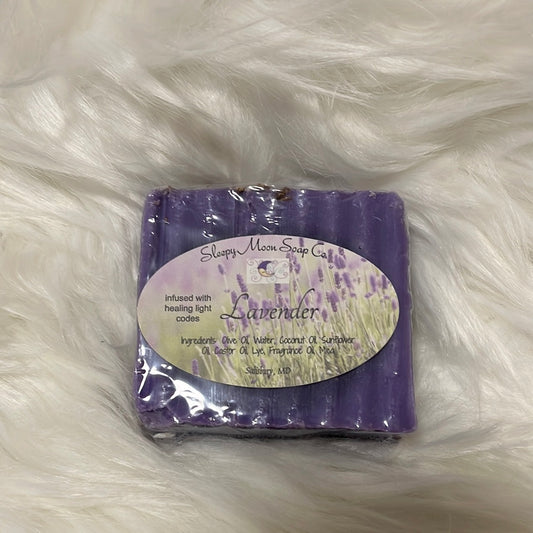 Sleepy Moon Soap Co.
infused with
healing light
codes
Lavender
Ingredients: Olive Oil, Water, Coconut Oil, Sunflower
Oil, Castor Oil, Lye, Fragrance Oil, Mica
Salisbury, MD